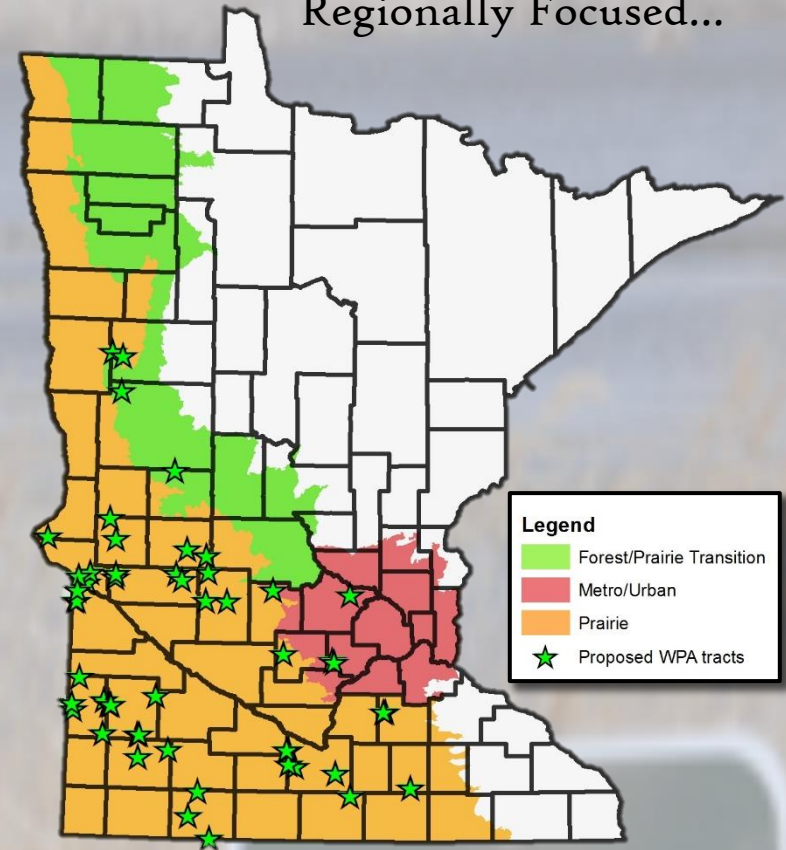 Regionally Focused...
Legend
Forest/Prairie Transition
Metro/Urban
Prairie
Proposed WPA tracts